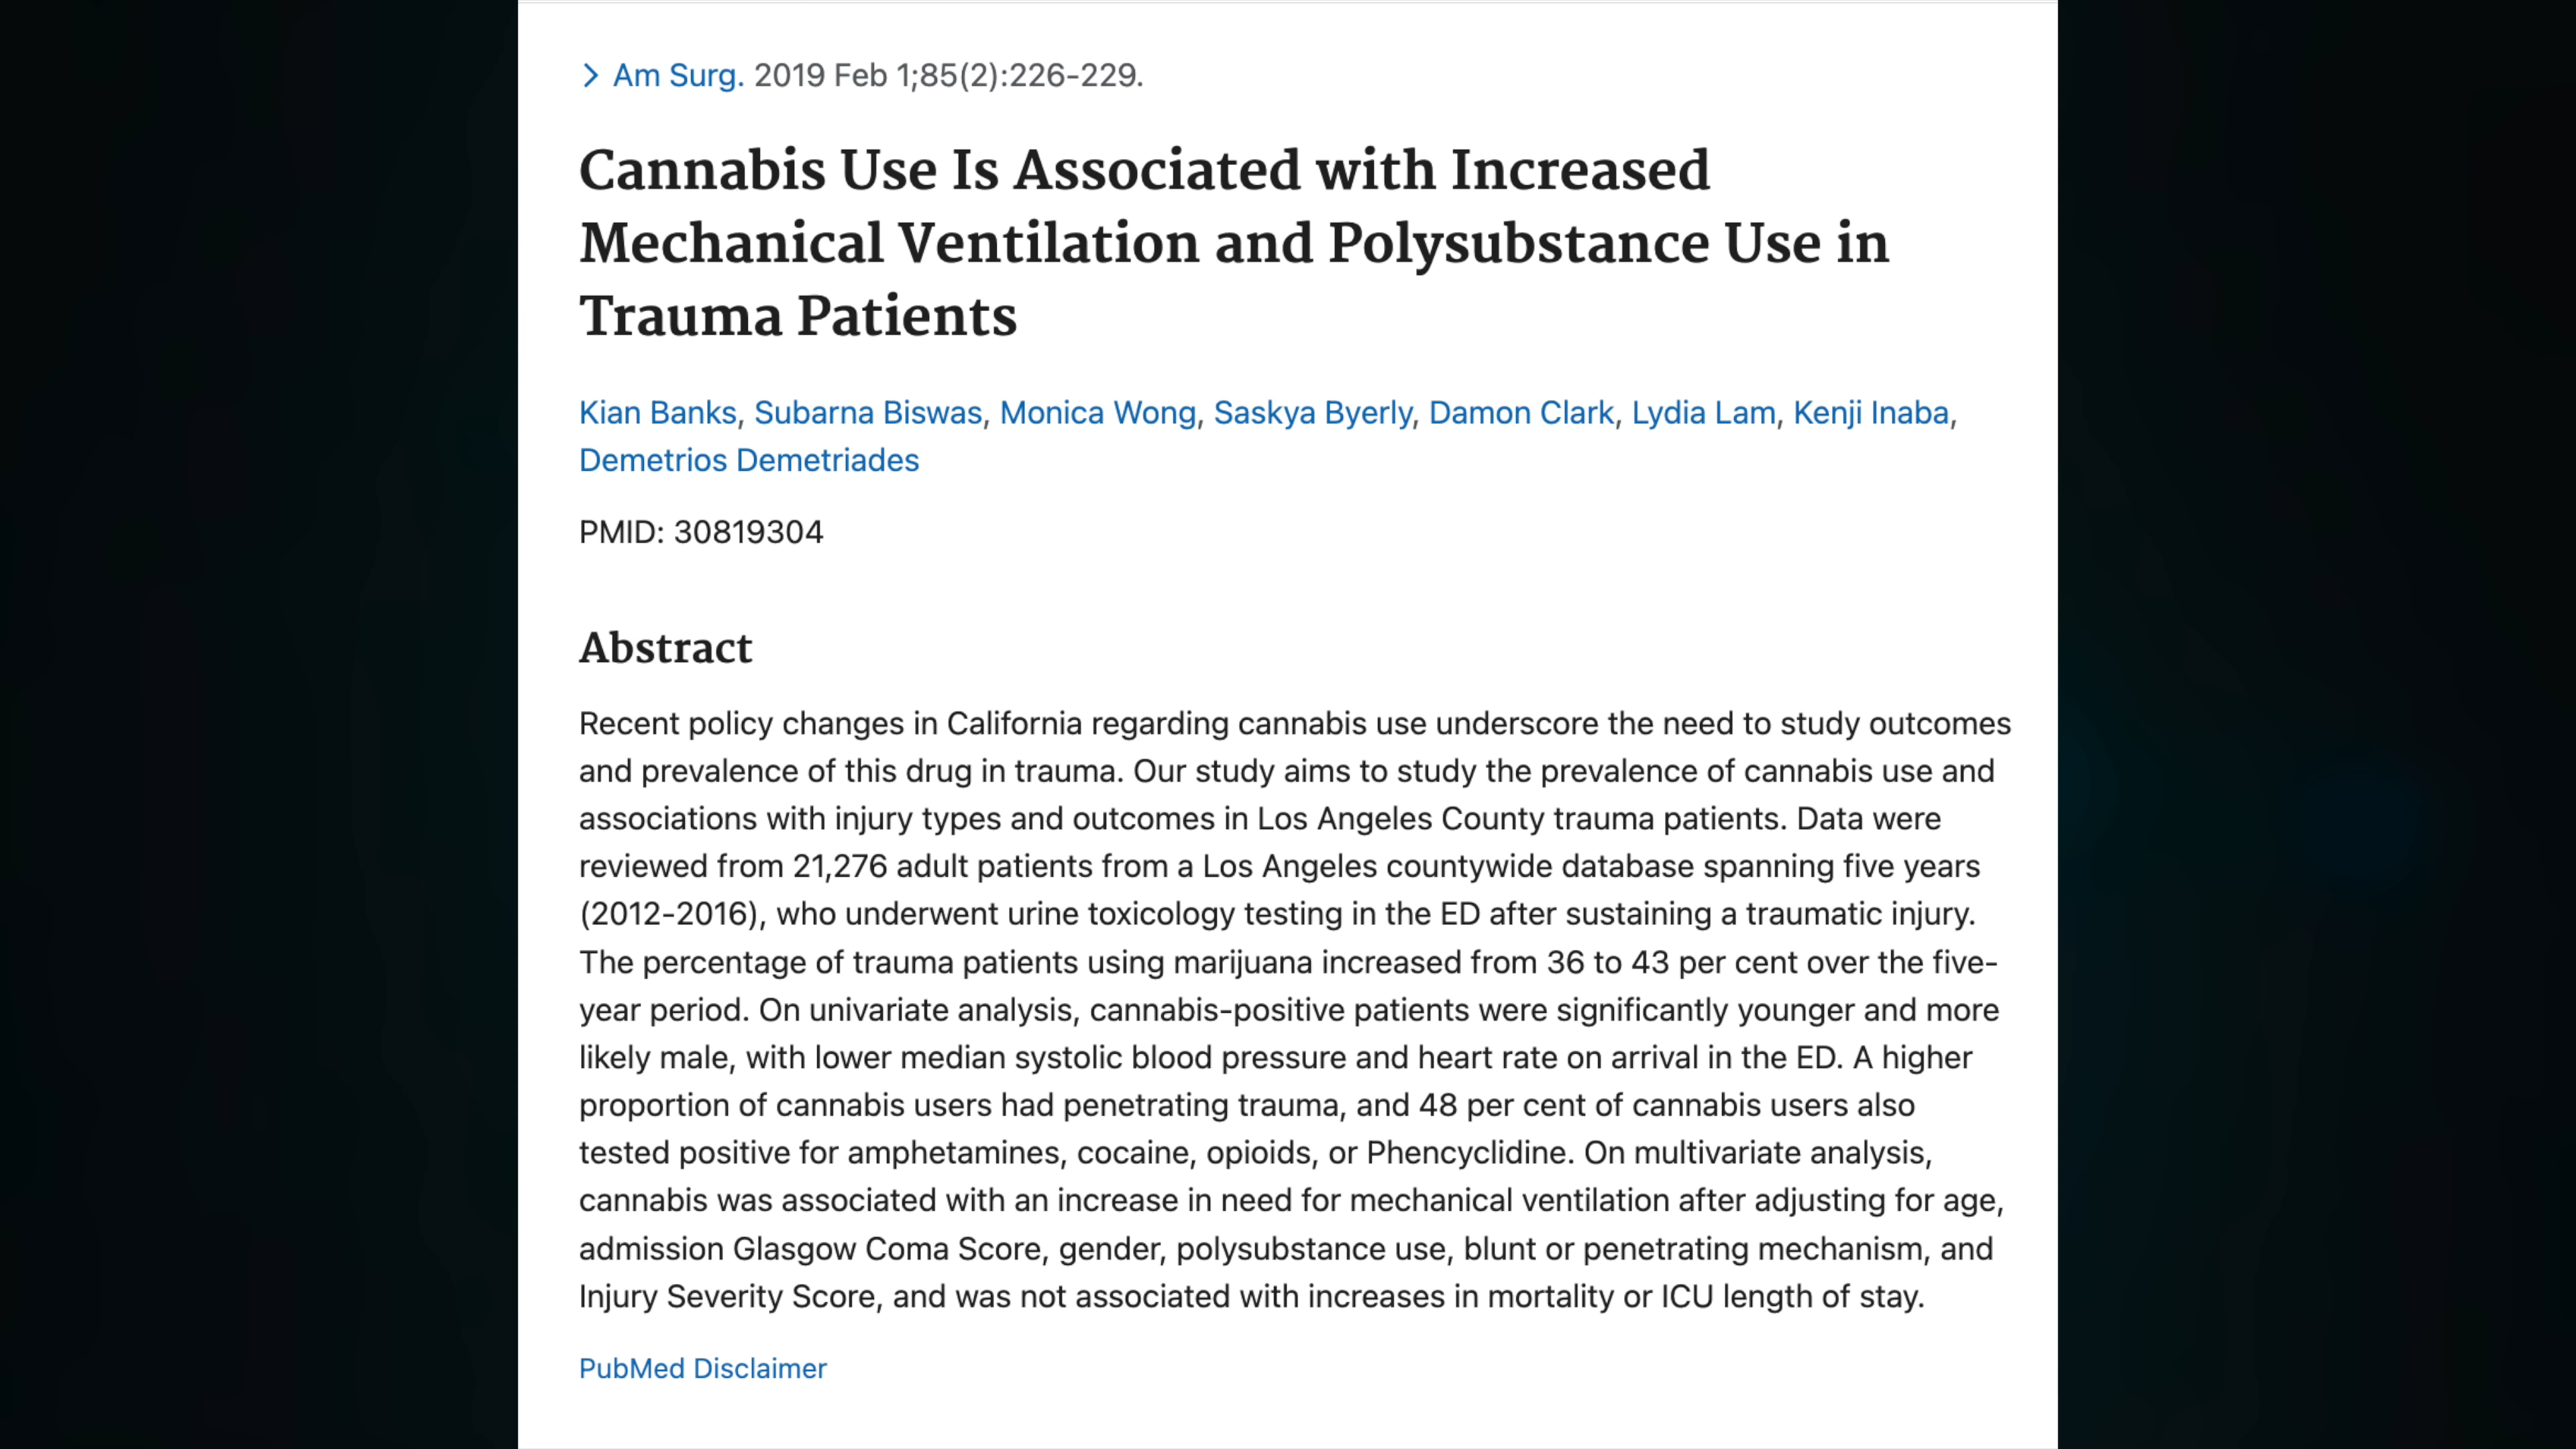 > Am Surg. 2019 Feb 1;85(2):226-229.
Cannabis Use Is Associated with Increased
Mechanical Ventilation and Polysubstance Use in
Trauma Patients
Kian Banks, Subarna Biswas, Monica Wong, Saskya Byerly, Damon Clark, Lydia Lam, Kenji Inaba,
Demetrios Demetriades
PMID: 30819304
Abstract
Recent policy changes in California regarding cannabis use underscore the need to study outcomes
and prevalence of this drug in trauma. Our study aims to study the prevalence of cannabis use and
associations with injury types and outcomes in Los Angeles County trauma patients. Data were
reviewed from 21,276 adult patients from a Los Angeles countywide database spanning five years
(2012-2016), who underwent urine toxicology testing in the ED after sustaining a traumatic injury.
The percentage of trauma patients using marijuana increased from 36 to 43 per cent over the five-
year period. On univariate analysis, cannabis-positive patients were significantly younger and more
likely male, with lower median systolic blood pressure and heart rate on arrival in the ED. A higher
proportion of cannabis users had penetrating trauma, and 48 per cent of cannabis users also
tested positive for amphetamines, cocaine, opioids, or Phencyclidine. On multivariate analysis,
cannabis was associated with an increase in need for mechanical ventilation after adjusting for age,
admission Glasgow Coma Score, gender, polysubstance use, blunt or penetrating mechanism, and
Injury Severity Score, and was not associated with increases in mortality or ICU length of stay.
PubMed Disclaimer